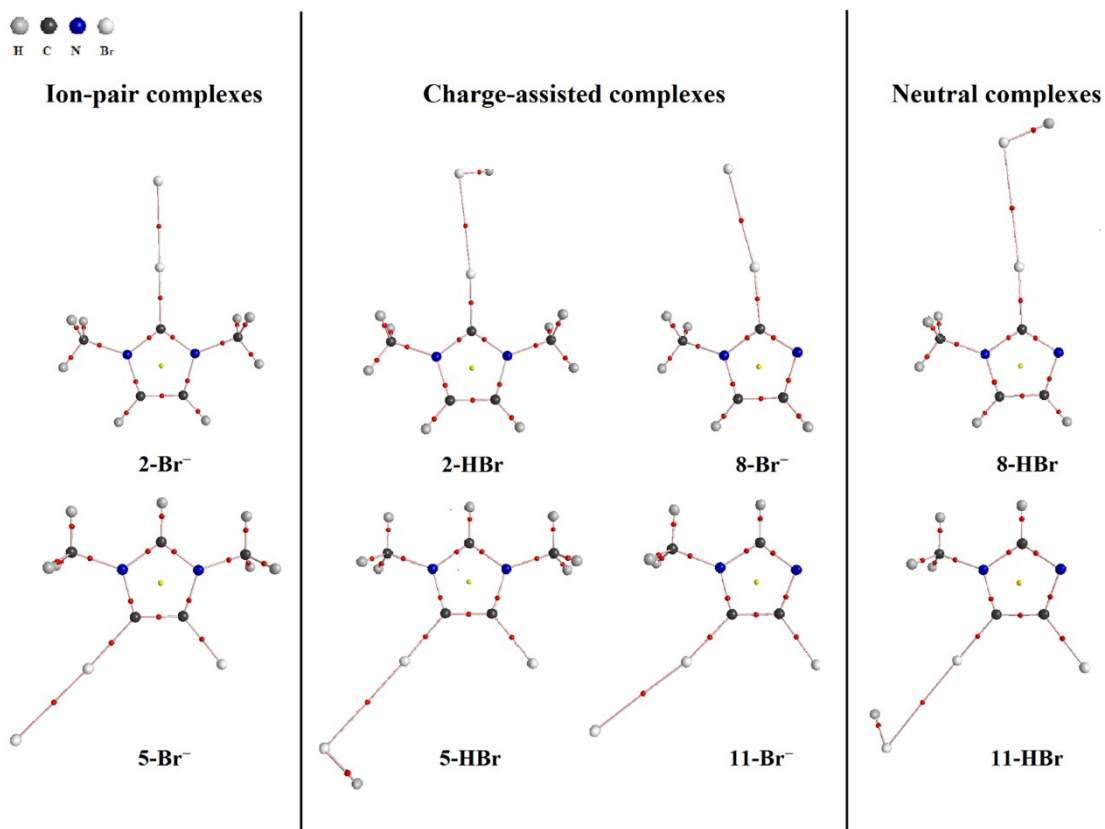 H C N Br
Ion-pair complexes
Charge-assisted complexes
Neutral complexes
2-Br⁻
2-HBr
8-Br⁻
8-HBr
5-Br⁻
5-HBr
11-Br⁻
11-HBr